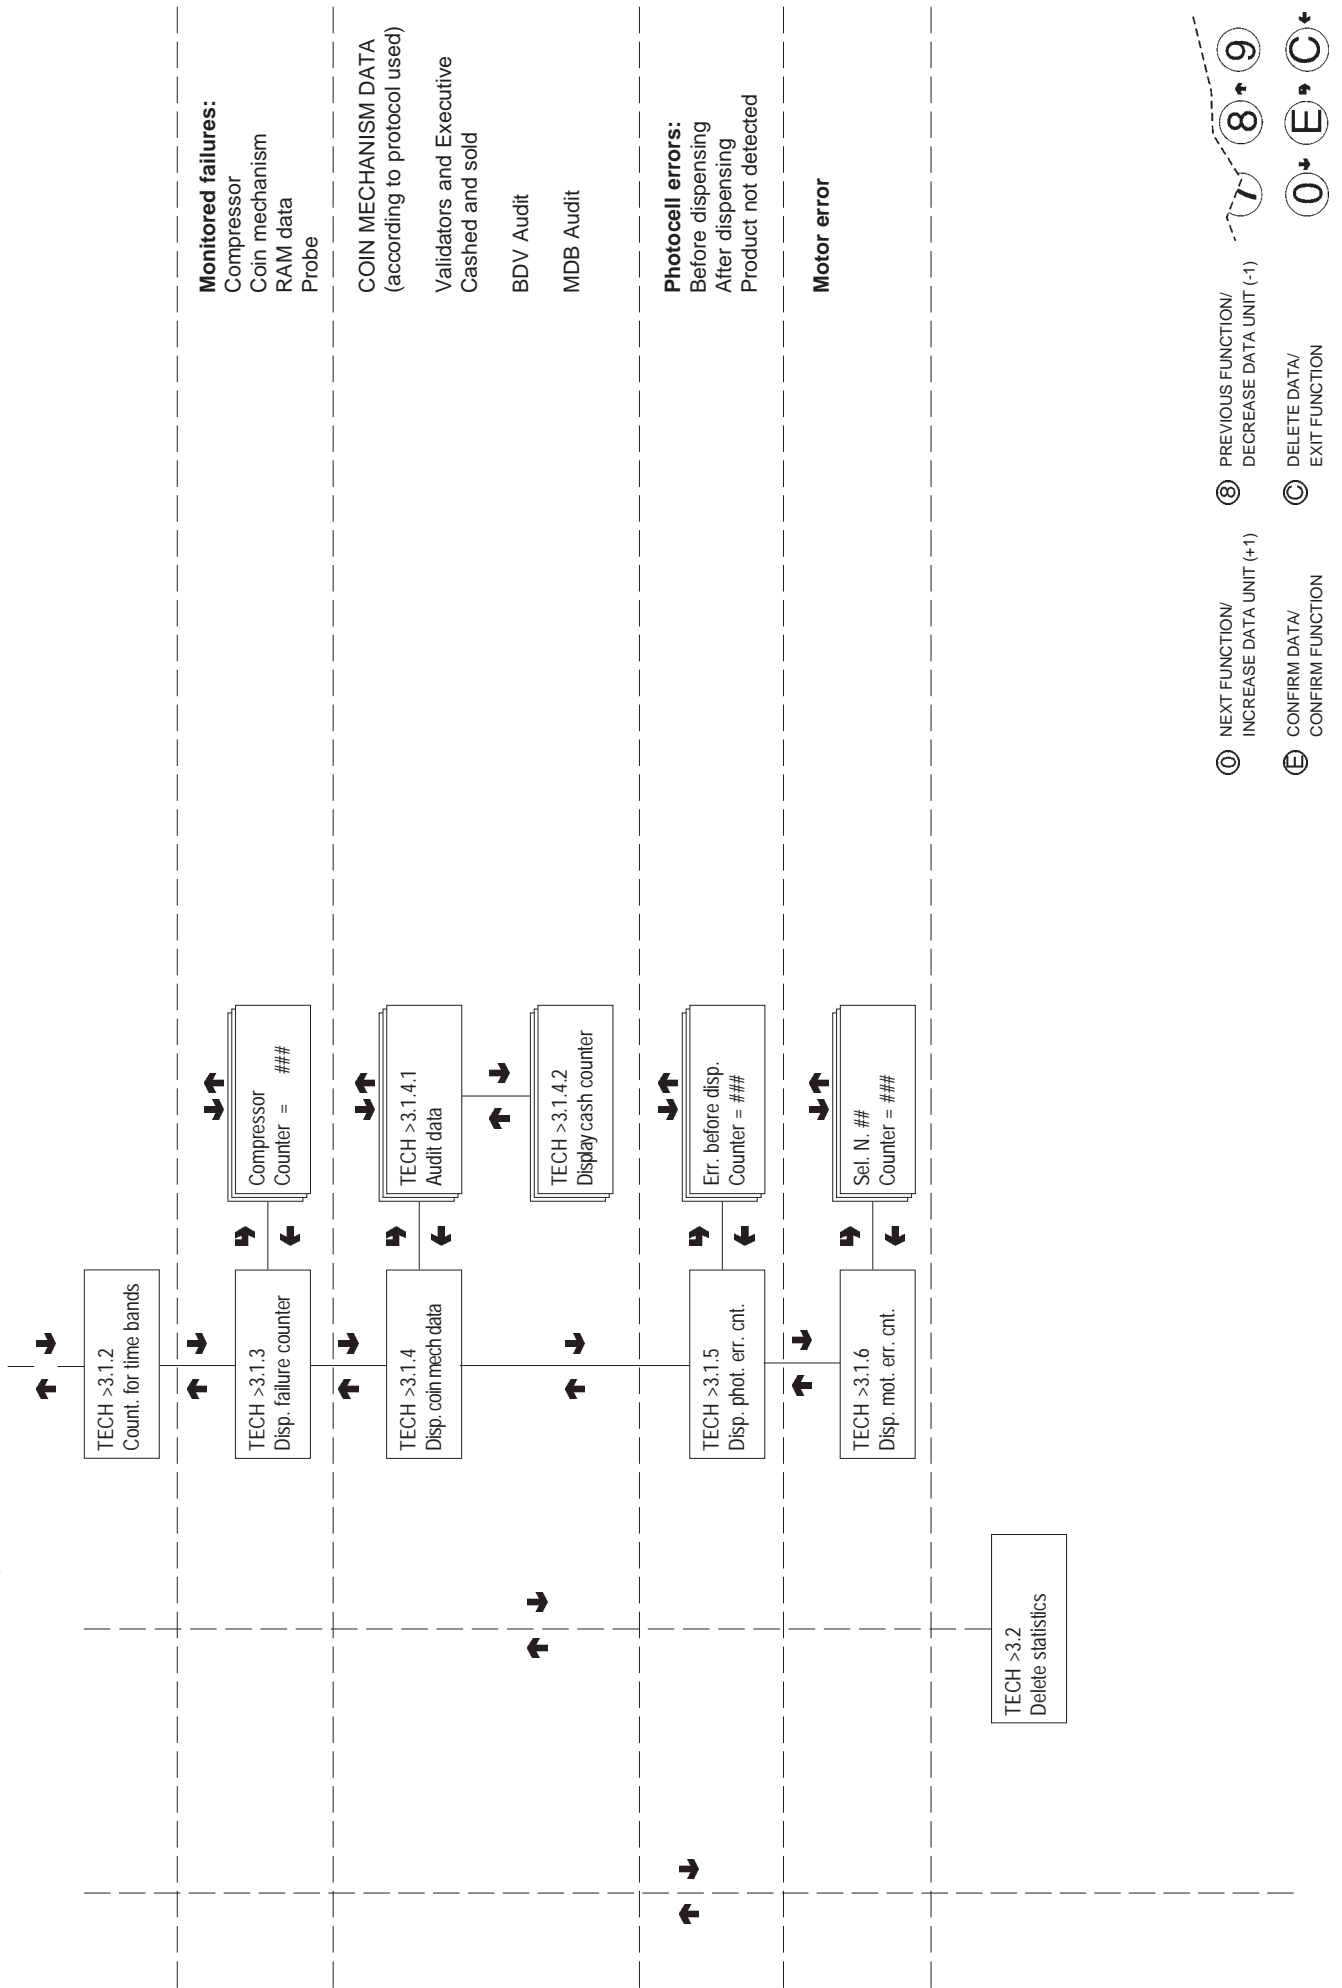 TECH >3.1.2
Count. for time bands
TECH >3.1.3
Disp. failure counter
Compressor
Counter = ###
Monitored failures:
Compressor
Coin mechanism
RAM data
Probe
TECH >3.1.4
Disp. coin mech data
TECH >3.1.4.1
Audit data
TECH >3.1.4.2
Display cash counter
COIN MECHANISM DATA
(according to protocol used)
Validators and Executive
Cashed and sold
BDV Audit
MDB Audit
TECH >3.1.5
Disp. phot. err. cnt.
Err. before disp.
Counter = ###
Photocell errors:
Before dispensing
After dispensing
Product not detected
TECH >3.1.6
Disp. mot. err. cnt.
Sel. N. ##
Counter = ###
Motor error
TECH >3.2
Delete statistics
0 NEXT FUNCTION/
INCREASE DATA UNIT (+1)
8 PREVIOUS FUNCTION/
DECREASE DATA UNIT (-1)
E CONFIRM DATA/
CONFIRM FUNCTION
C DELETE DATA/
EXIT FUNCTION
7 8 9
0 E C